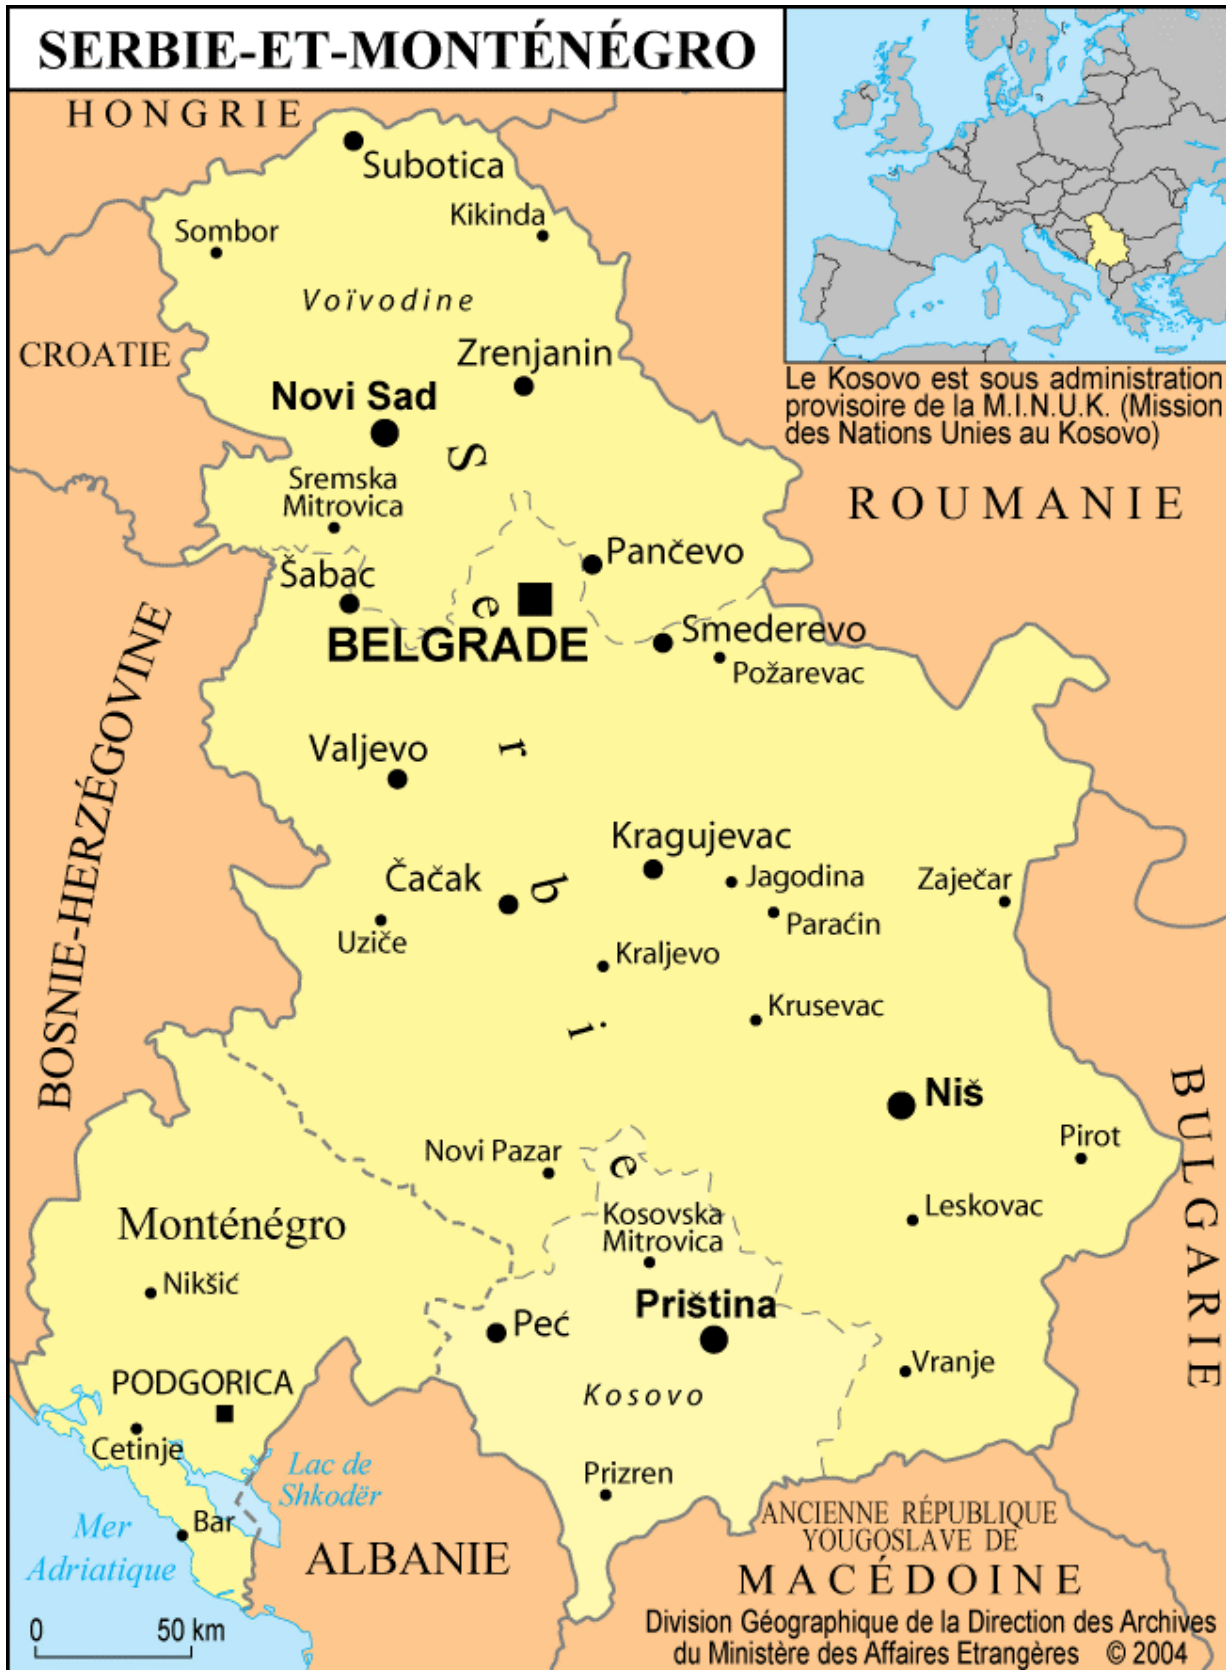 SERBIE-ET-MONTÉNÉGRO
HONGRIE
Subotica
Kikinda
Sombor
Voïvodine
CROATIE
Zrenjanin
Novi Sad
Le Kosovo est sous administration
provisoire de la M.I.N.U.K. (Mission
des Nations Unies au Kosovo)
Serbie
Sremska
Mitrovica
ROUMANIE
Pančevo
Šabac
BELGRADE
Smederevo
Požarevac
BOSNIE-HERZÉGOVINE
Valjevo
Kragujevac
Čačak
Jagodina
Zaječar
Uziče
Paraćin
Kraljevo
Krusevac
Niš
BULGARIE
Pirot
Novi Pazar
Leskovac
Kosovska
Mitrovica
Monténégro
Nikšić
Priština
Peć
Vranje
PODGORICA
Kosovo
Cetinje
Lac de
Shkodër
Prizren
Bar
Mer
Adriatique
ALBANIE
ANCIENNE RÉPUBLIQUE
YOUGOSLAVE DE
MACÉDOINE
0 50 km
Division Géographique de la Direction des Archives
du Ministère des Affaires Etrangères © 2004